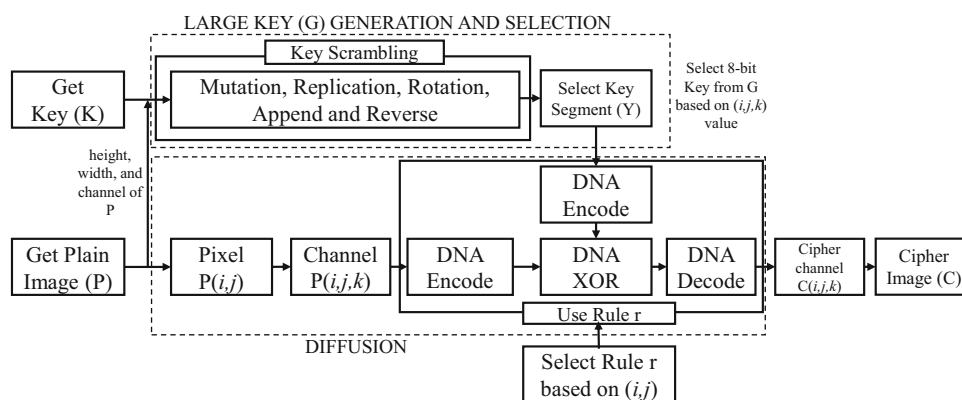 LARGE KEY (G) GENERATION AND SELECTION
Key Scrambling
Get
Key (K)
Mutation, Replication, Rotation,
Append and Reverse
Select Key
Segment (Y)
Select 8-bit
Key from G
based on (i,j,k)
value
height,
width, and
channel of
P
DNA
Encode
Get Plain
Image (P)
Pixel
P(i,j)
Channel
P(i,j,k)
DNA
Encode
DNA
XOR
DNA
Decode
Cipher
channel
C(i,j,k)
Cipher
Image (C)
Use Rule r
DIFFUSION
Select Rule r
based on (i,j)